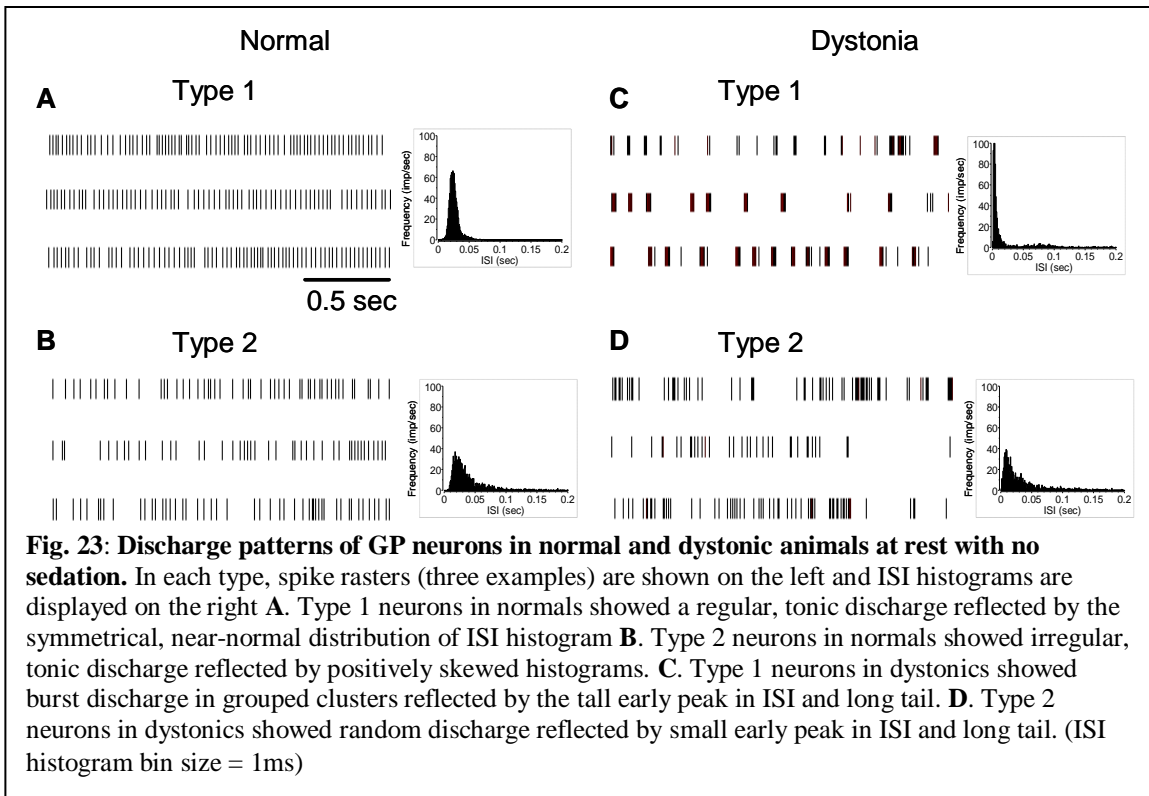 Normal
Dystonia
A
Type 1
100
80
60
40
20
0
Frequency (imp/sec)
0 0.05 0.1 0.15 0.2
ISI (sec)
0.5 sec
C
Type 1
100
80
60
40
20
0
Frequency (imp/sec)
0 0.05 0.1 0.15 0.2
ISI (sec)
B
Type 2
100
80
60
40
20
0
Frequency (imp/sec)
0 0.05 0.1 0.15 0.2
ISI (sec)
D
Type 2
100
80
60
40
20
0
Frequency (imp/sec)
0 0.05 0.1 0.15 0.2
ISI (sec)
Fig. 23: Discharge patterns of GP neurons in normal and dystonic animals at rest with no
sedation. In each type, spike rasters (three examples) are shown on the left and ISI histograms are
displayed on the right A. Type 1 neurons in normals showed a regular, tonic discharge reflected by the
symmetrical, near-normal distribution of ISI histogram B. Type 2 neurons in normals showed irregular,
tonic discharge reflected by positively skewed histograms. C. Type 1 neurons in dystonics showed
burst discharge in grouped clusters reflected by the tall early peak in ISI and long tail. D. Type 2
neurons in dystonics showed random discharge reflected by small early peak in ISI and long tail. (ISI
histogram bin size = 1ms)